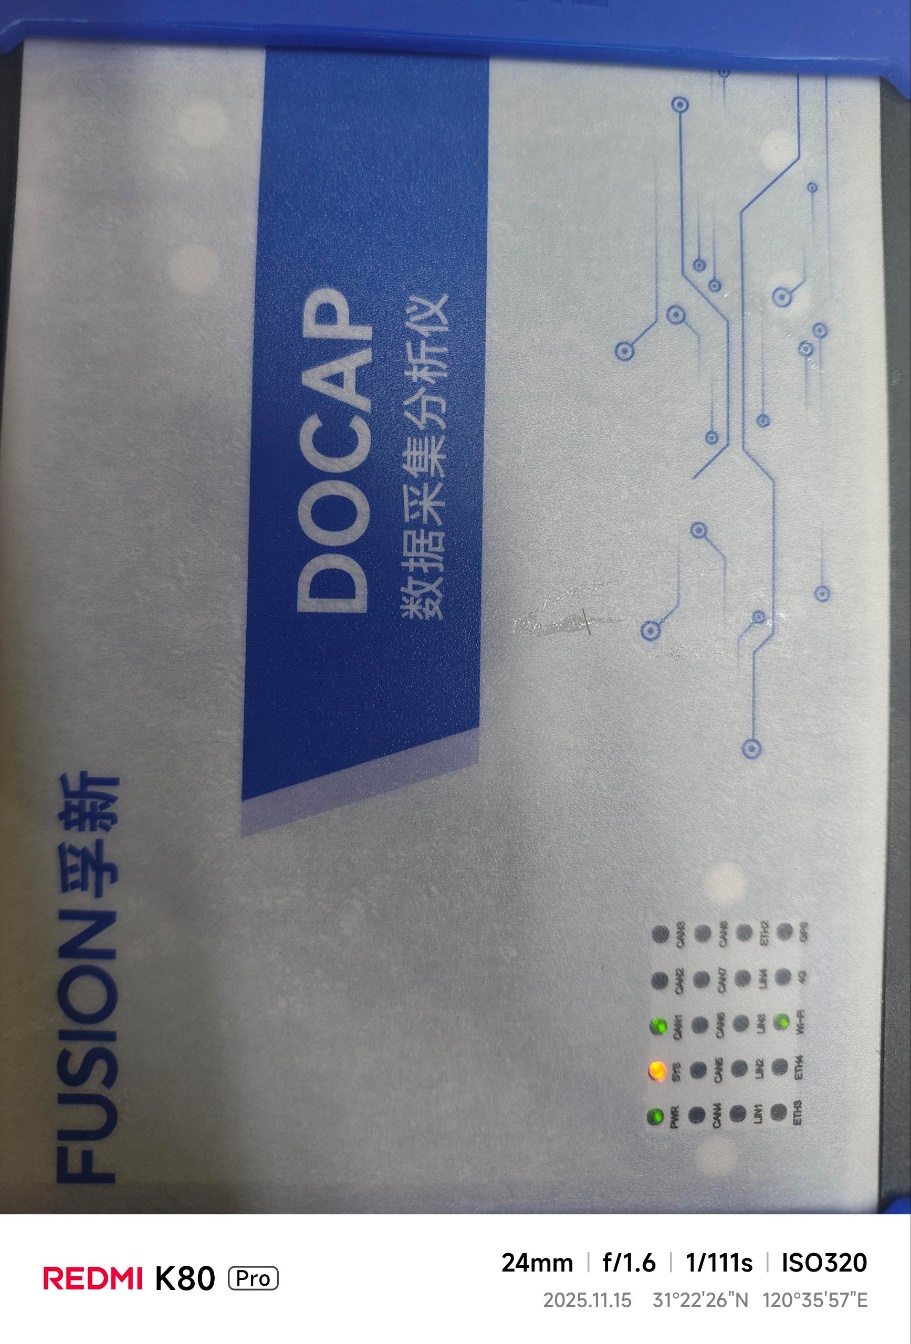 FUSION孚新
DOCAP
数据采集分析仪
PWR SYS CAN1 CAN2 CAN3
CAN4 CAN5 CAN6 CAN7 CAN8
LIN1 LIN2 LIN3 LIN4 ETH2
ETH3 ETH4 Wi-Fi 4G GPS
REDMI K80 Pro
24mm | f/1.6 | 1/111s | ISO320
2025.11.15 31°22'26"N 120°35'57"E